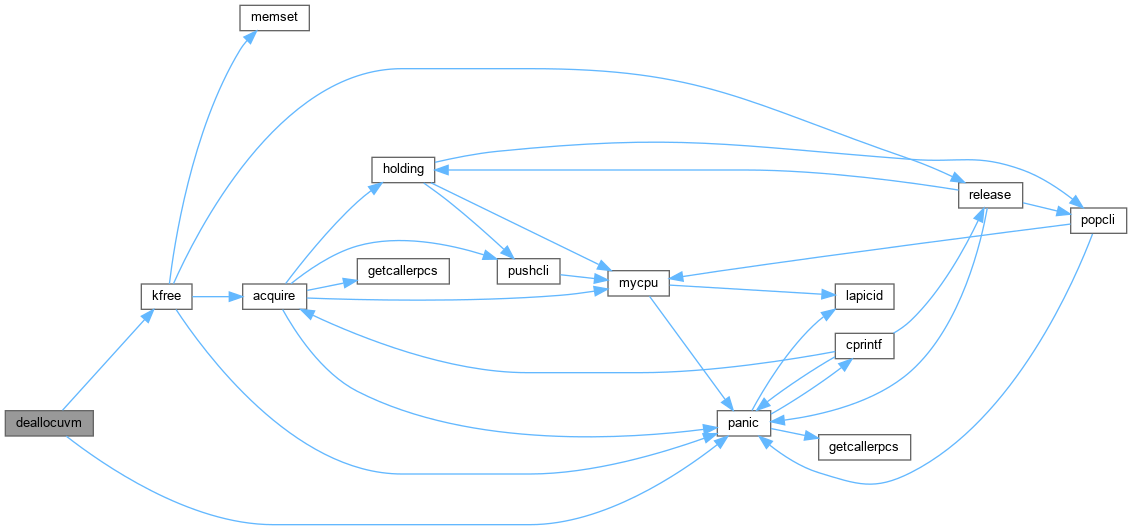 memset
holding
release
popcli
getcallerpcs
pushcli
mycpu
kfree
acquire
lapicid
cprintf
deallocuvm
panic
getcallerpcs